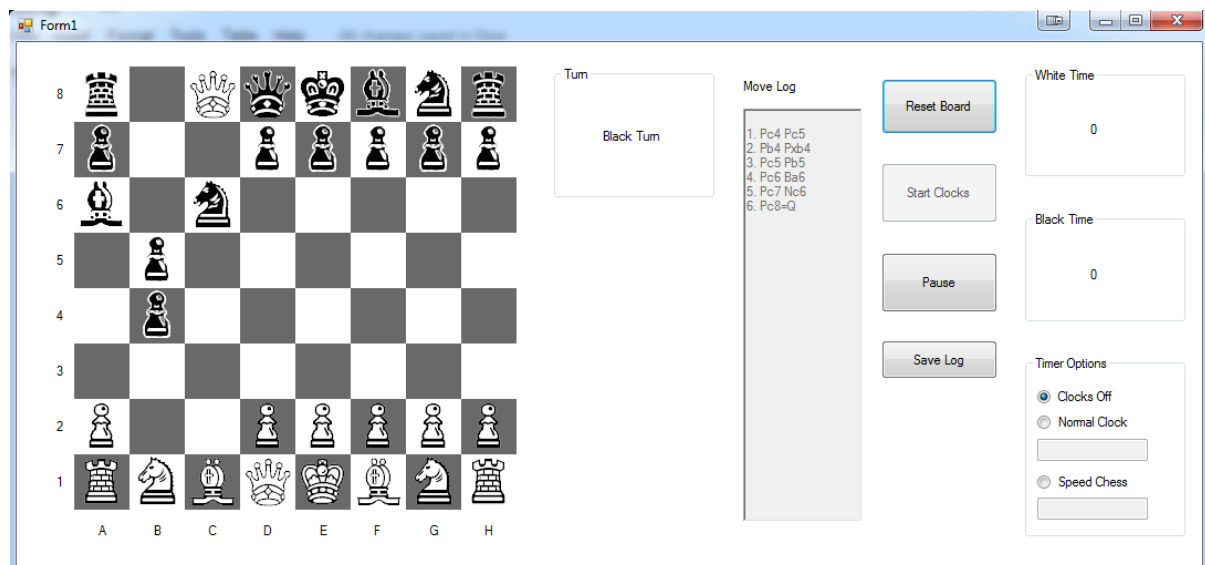 Form1
8
7
6
5
4
3
2
1
A B C D E F G H
Turn
Black Turn
Move Log
1. Pc4 Pc5
2. Pb4 Pxb4
3. Pc5 Pb5
4. Pc6 Ba6
5. Pc7 Nc6
6. Pc8=Q
Reset Board
Start Clocks
Pause
Save Log
White Time
0
Black Time
0
Timer Options
Clocks Off
Normal Clock
Speed Chess